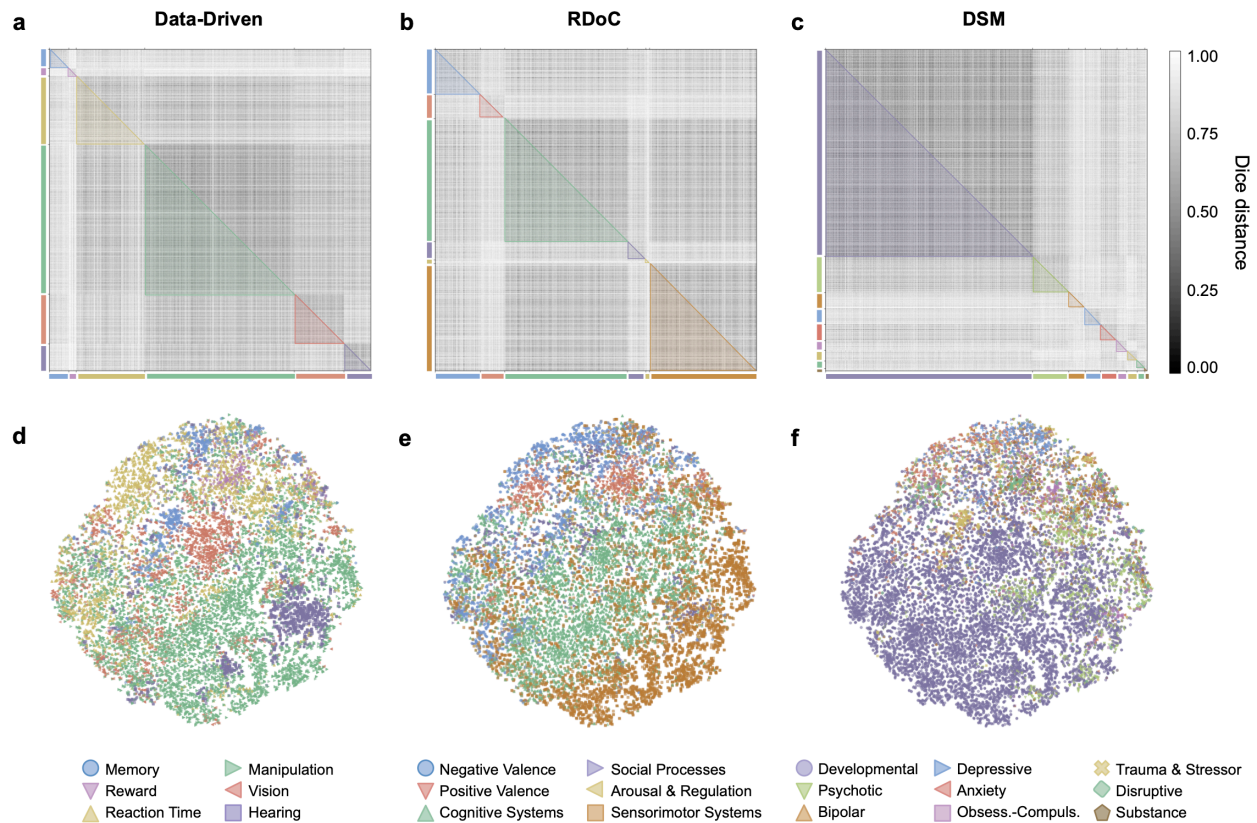 a Data-Driven
b RDoC
c DSM
1.00
0.75
0.50
0.25
0.00
Dice distance
d
e
f
Memory
Reward
Reaction Time
Manipulation
Vision
Hearing
Negative Valence
Positive Valence
Cognitive Systems
Social Processes
Arousal & Regulation
Sensorimotor Systems
Developmental
Psychotic
Bipolar
Depressive
Anxiety
Obsess.-Compuls.
Trauma & Stressor
Disruptive
Substance